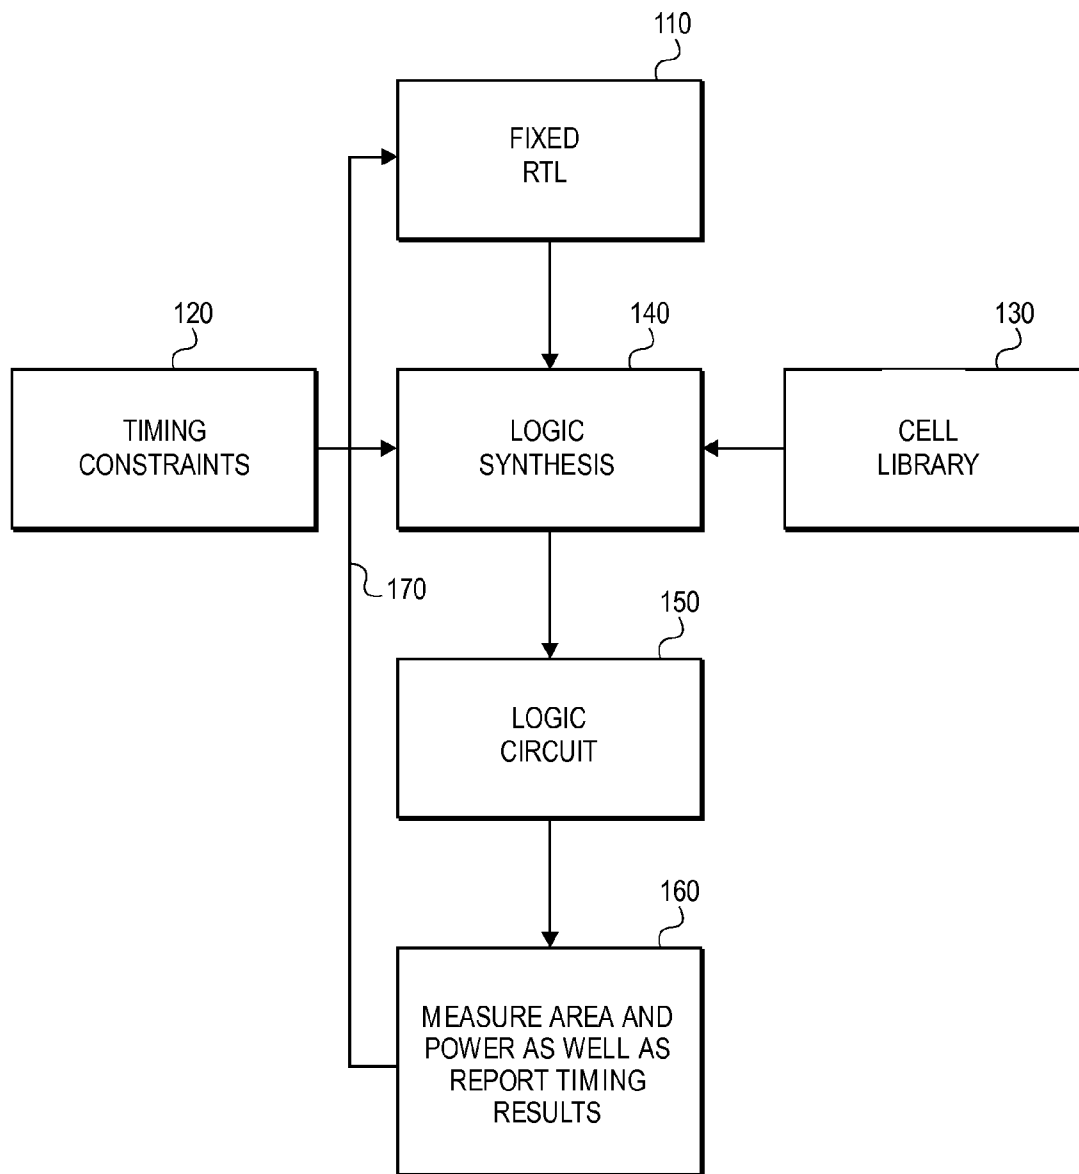 110
FIXED
RTL
120
140
130
TIMING
CONSTRAINTS
LOGIC
SYNTHESIS
CELL
LIBRARY
170
150
LOGIC
CIRCUIT
160
MEASURE AREA AND
POWER AS WELL AS
REPORT TIMING
RESULTS